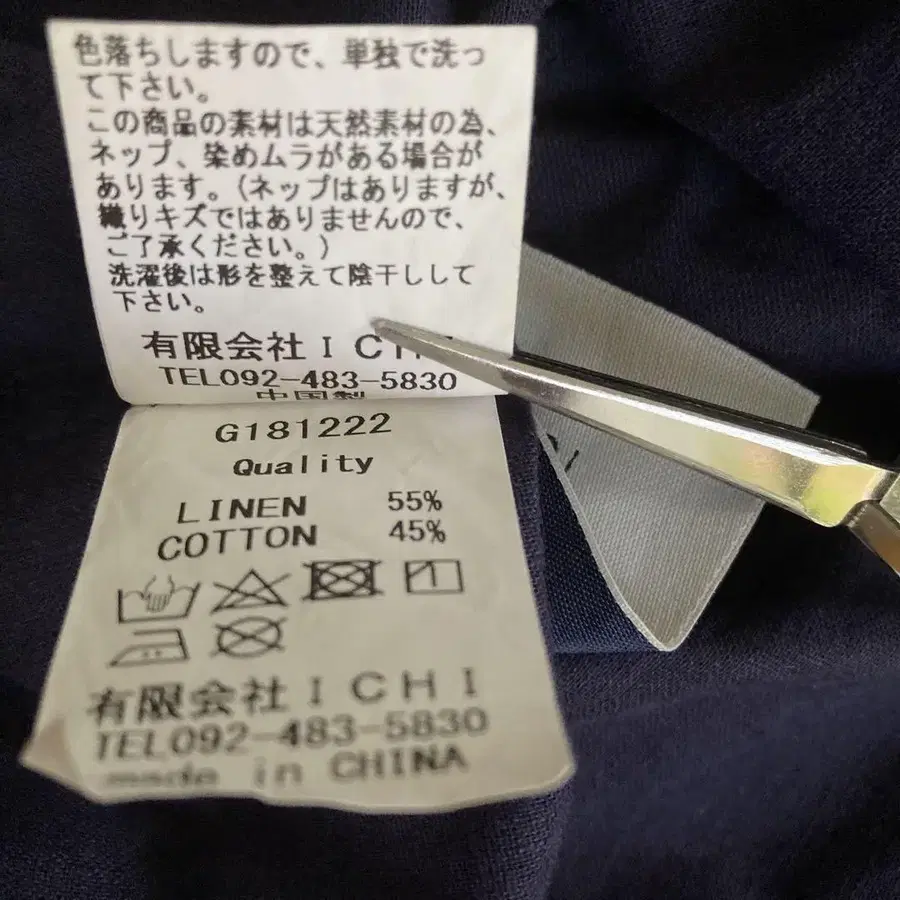 色落ちしますので、単独で洗っ
て下さい。
この商品の素材は天然素材の為、
ネップ、染めムラがある場合が
あります。(ネップはありますが、
織りキズではありませんので、
ご了承ください。)
洗濯後は形を整えて陰干しして
下さい。
有限会社ICHI
TEL092-483-5830
中国製
G181222
Quality
LINEN 55%
COTTON 45%
有限会社ICHI
TEL092-483-5830
made in CHINA